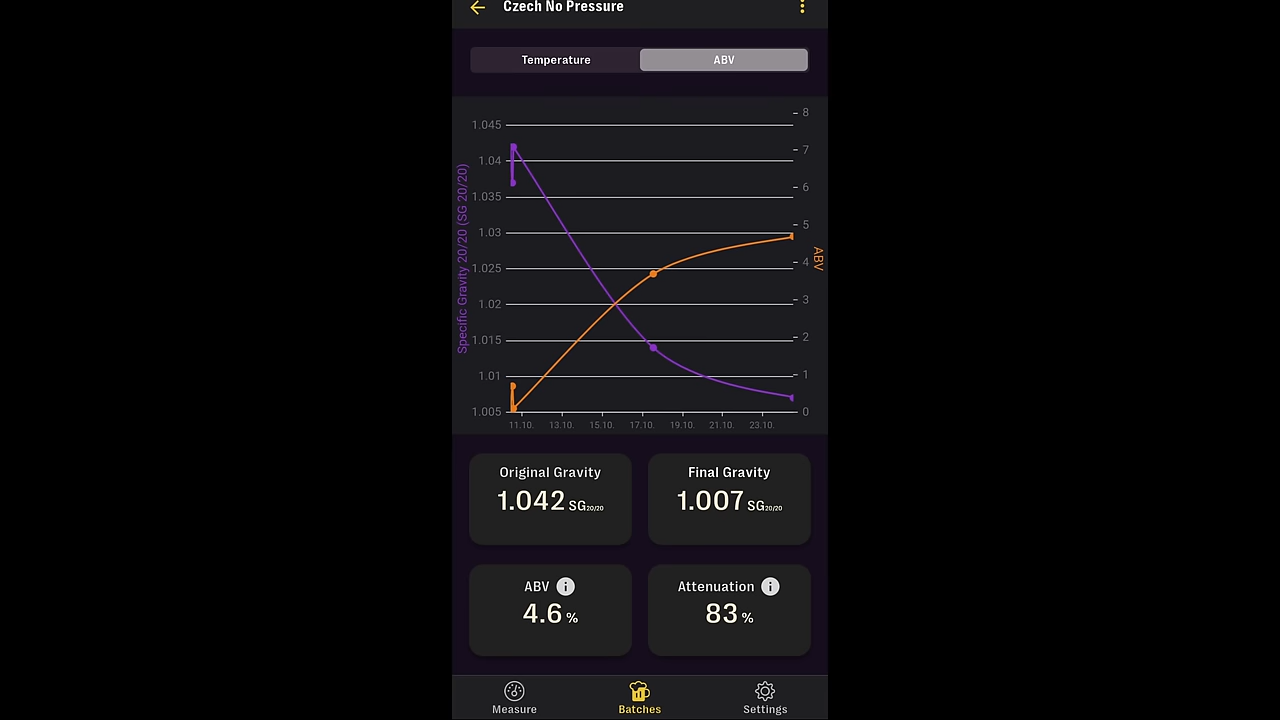 Czech No Pressure
Temperature
ABV
8
1.045
7
1.04
6
1.035
5
1.03
4
1.025
3
1.02
2
1.015
1
1.01
0
1.005
Specific Gravity 20/20 (SG 20/20)
ABV
11.10. 13.10. 15.10. 17.10. 19.10. 21.10. 23.10.
Original Gravity
1.042 SG20/20
Final Gravity
1.007 SG20/20
ABV i
4.6 %
Attenuation i
83 %
Measure
Batches
Settings